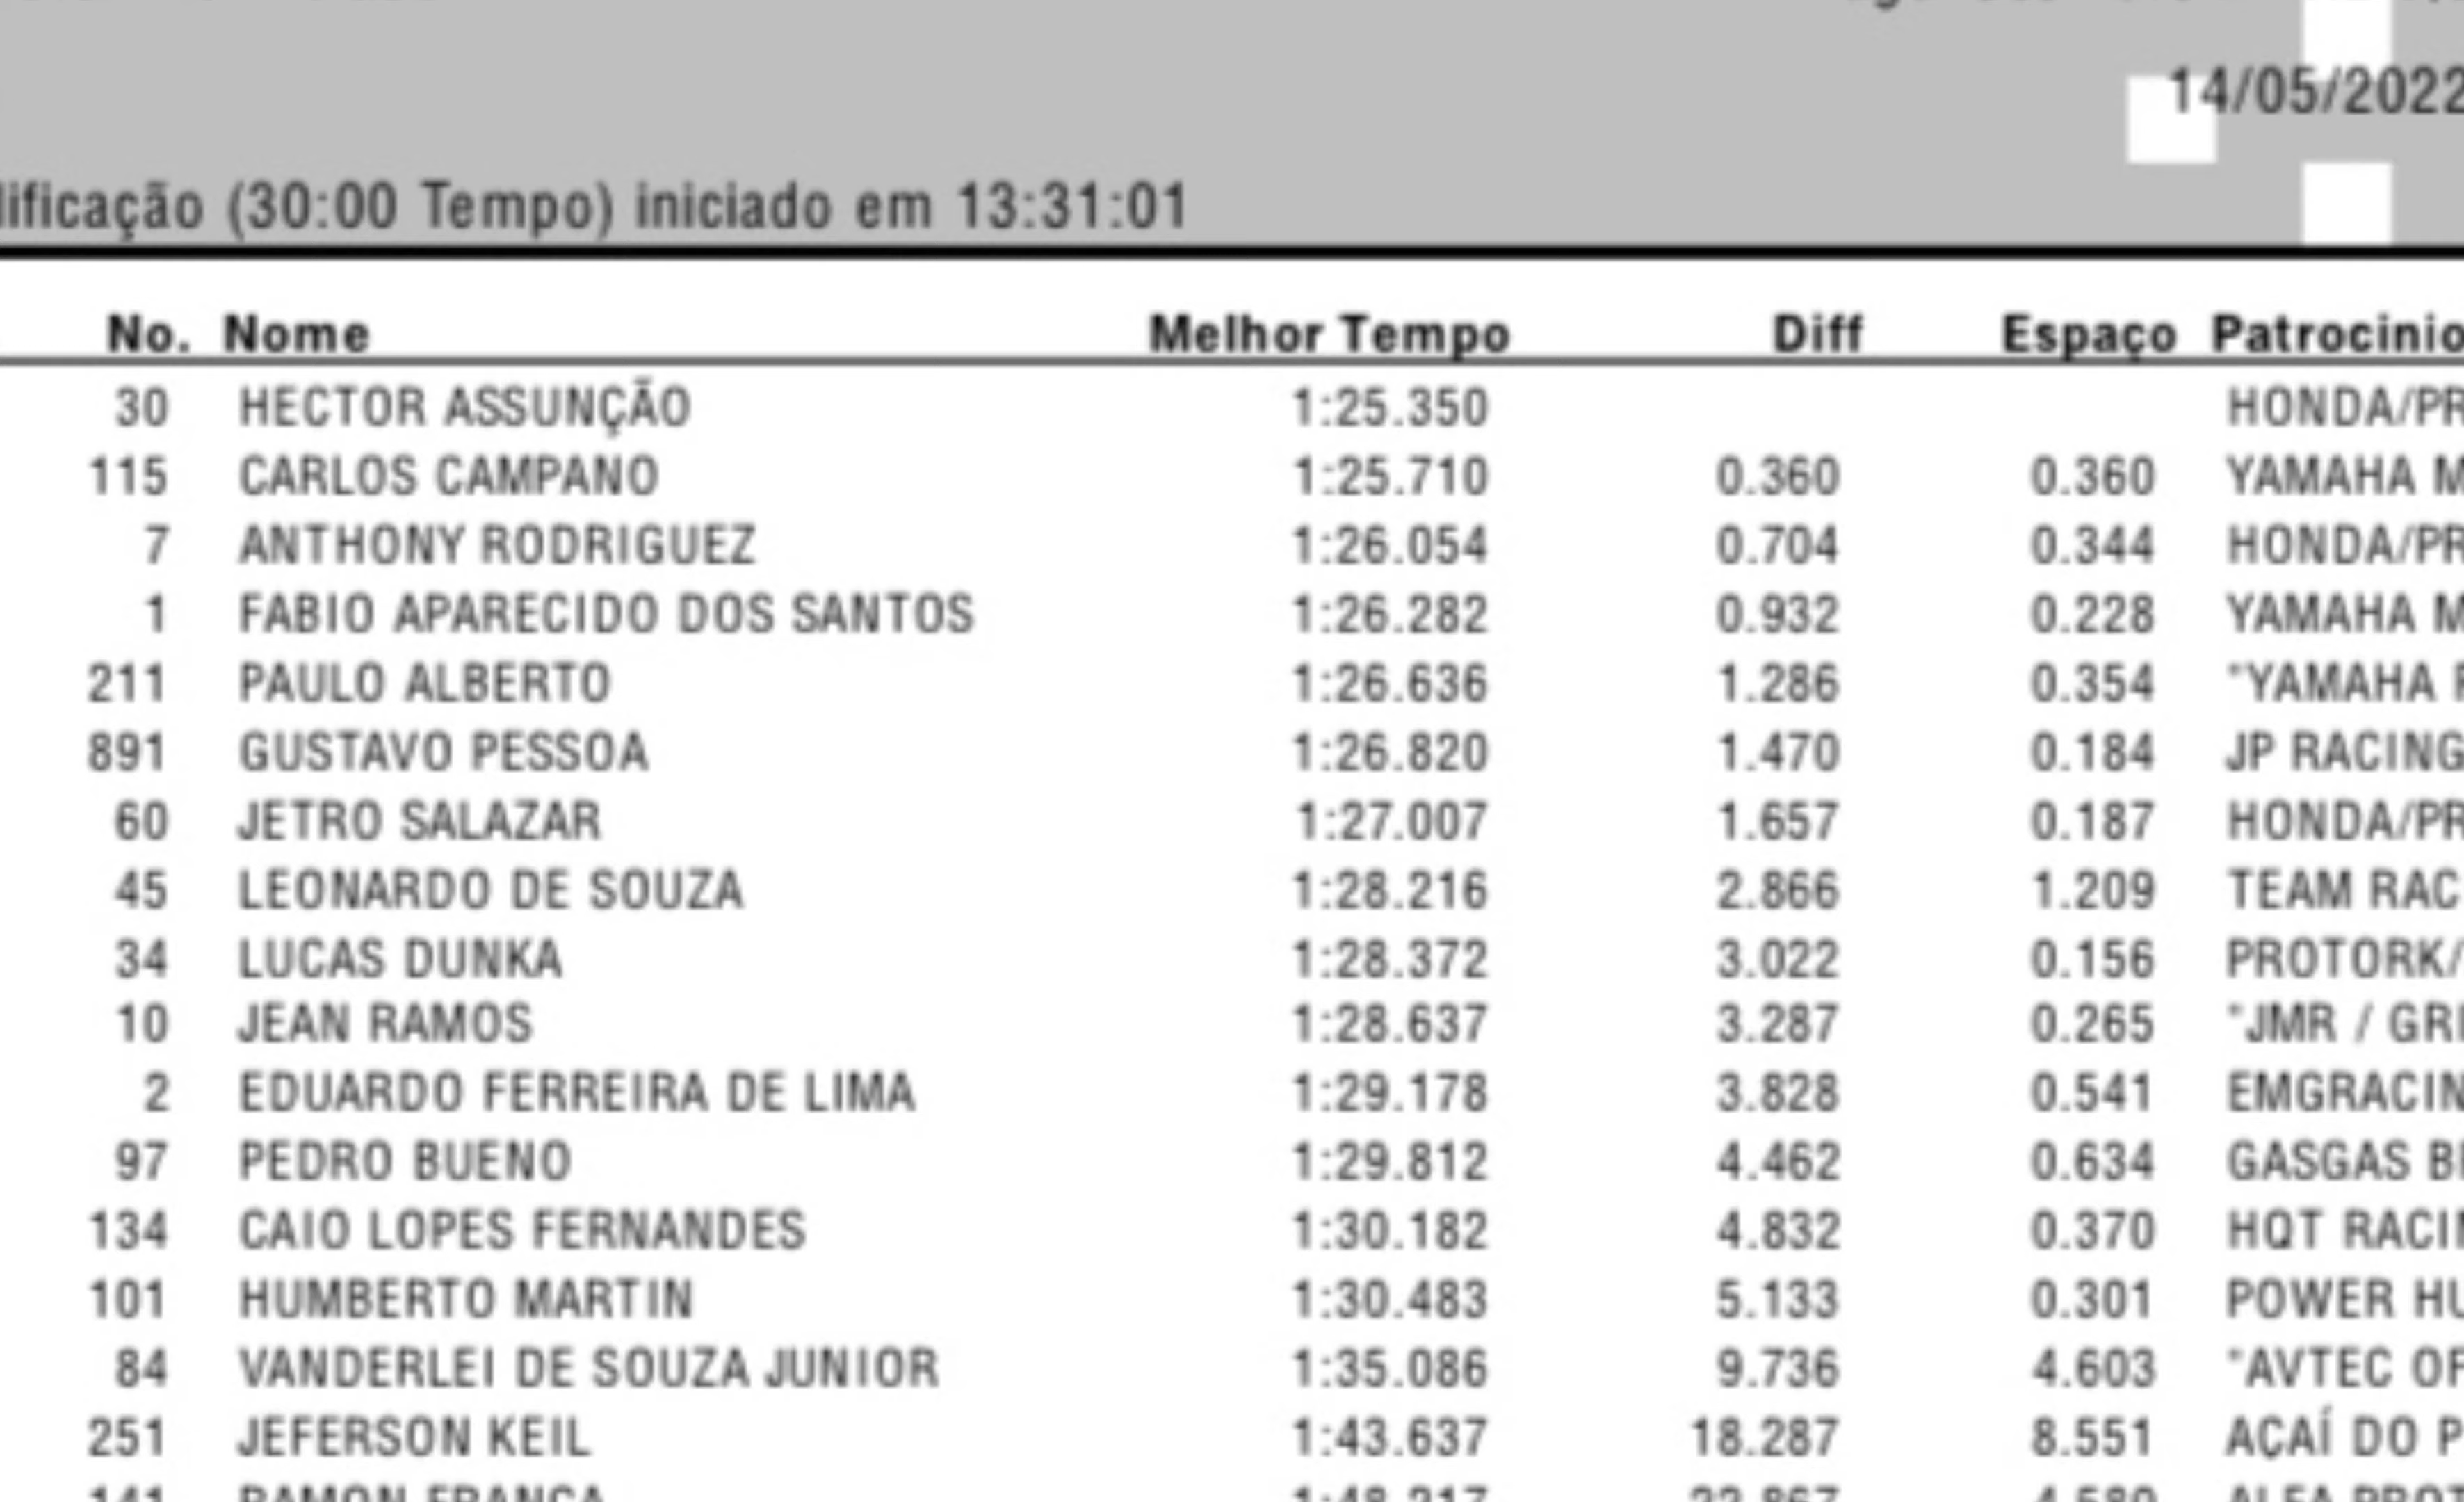 14/05/2022
lificação (30:00 Tempo) iniciado em 13:31:01
No. Nome Melhor Tempo Diff Espaço Patrocinio
30 HECTOR ASSUNÇÃO 1:25.350 HONDA/PR
115 CARLOS CAMPANO 1:25.710 0.360 0.360 YAMAHA M
7 ANTHONY RODRIGUEZ 1:26.054 0.704 0.344 HONDA/PR
1 FABIO APARECIDO DOS SANTOS 1:26.282 0.932 0.228 YAMAHA M
211 PAULO ALBERTO 1:26.636 1.286 0.354 "YAMAHA
891 GUSTAVO PESSOA 1:26.820 1.470 0.184 JP RACING
60 JETRO SALAZAR 1:27.007 1.657 0.187 HONDA/PR
45 LEONARDO DE SOUZA 1:28.216 2.866 1.209 TEAM RAC
34 LUCAS DUNKA 1:28.372 3.022 0.156 PROTORK/
10 JEAN RAMOS 1:28.637 3.287 0.265 "JMR / GRI
2 EDUARDO FERREIRA DE LIMA 1:29.178 3.828 0.541 EMGRACIN
97 PEDRO BUENO 1:29.812 4.462 0.634 GASGAS B
134 CAIO LOPES FERNANDES 1:30.182 4.832 0.370 HQT RACI
101 HUMBERTO MARTIN 1:30.483 5.133 0.301 POWER HU
84 VANDERLEI DE SOUZA JUNIOR 1:35.086 9.736 4.603 "AVTEC OF
251 JEFERSON KEIL 1:43.637 18.287 8.551 AÇAÍ DO P
141 RAMON FRANÇA